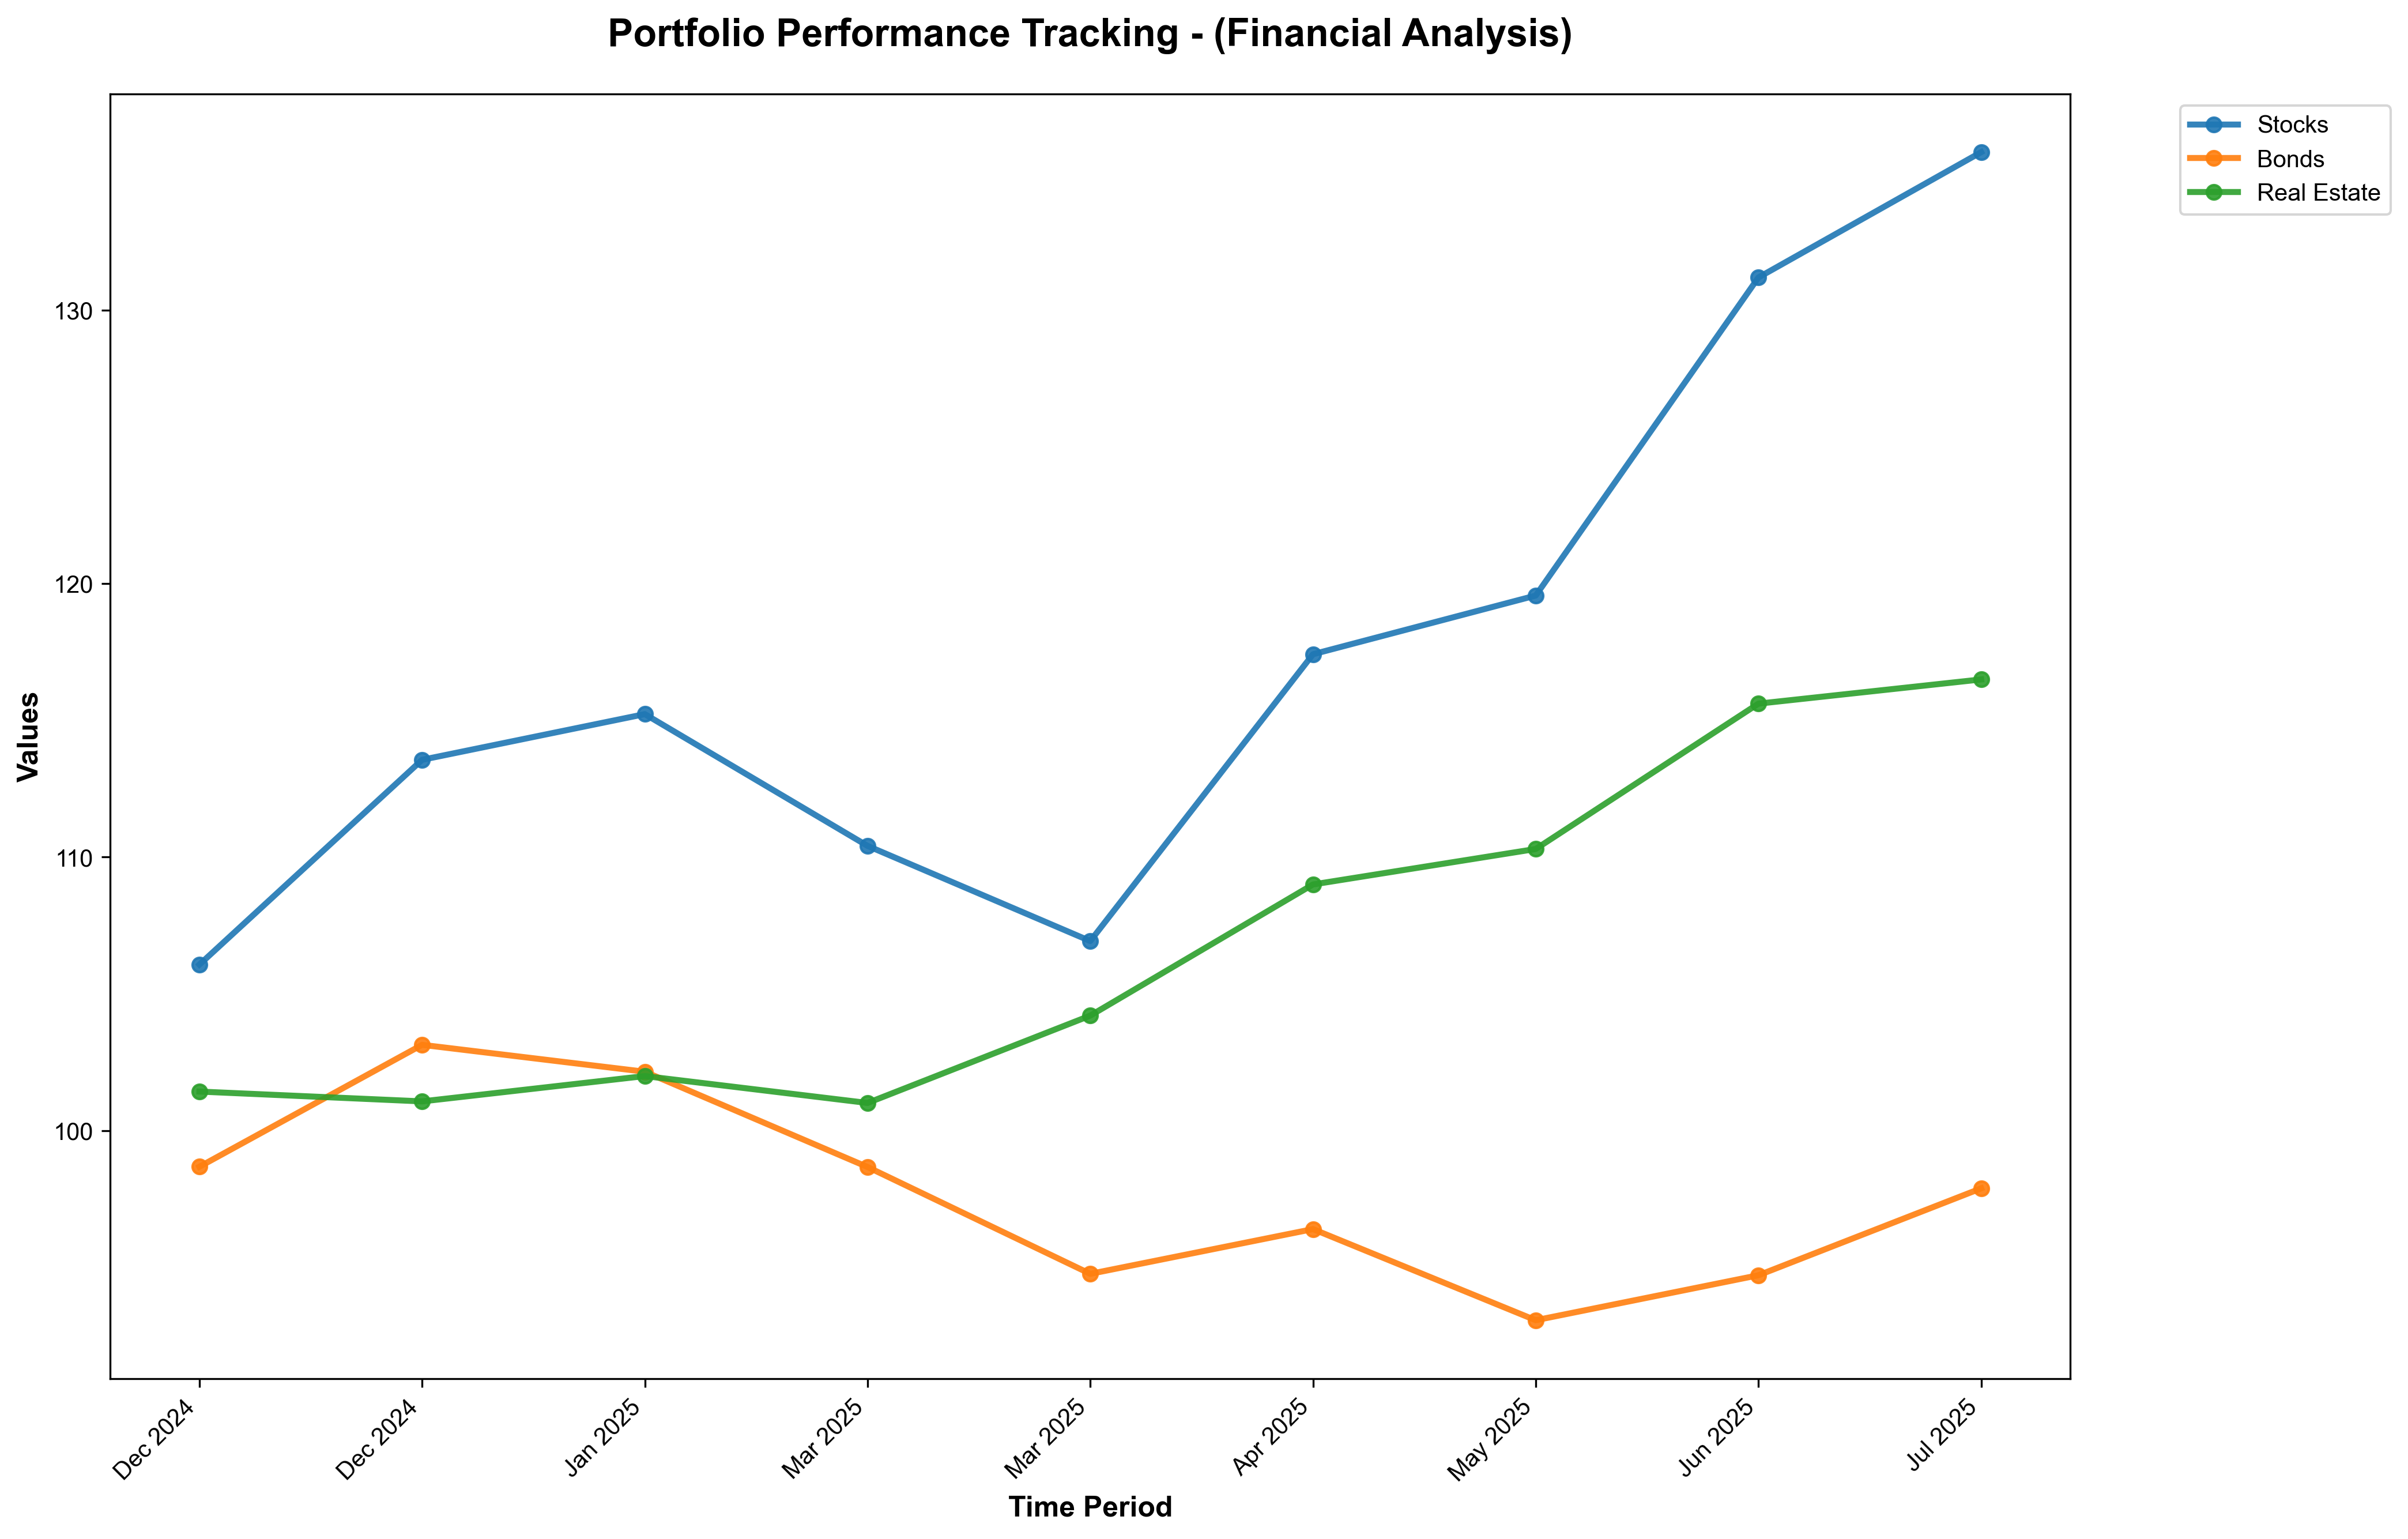 Portfolio Performance Tracking - (Financial Analysis)
Stocks
Bonds
Real Estate
Values
130
120
110
100
Dec 2024
Dec 2024
Jan 2025
Mar 2025
Mar 2025
Apr 2025
May 2025
Jun 2025
Jul 2025
Time Period